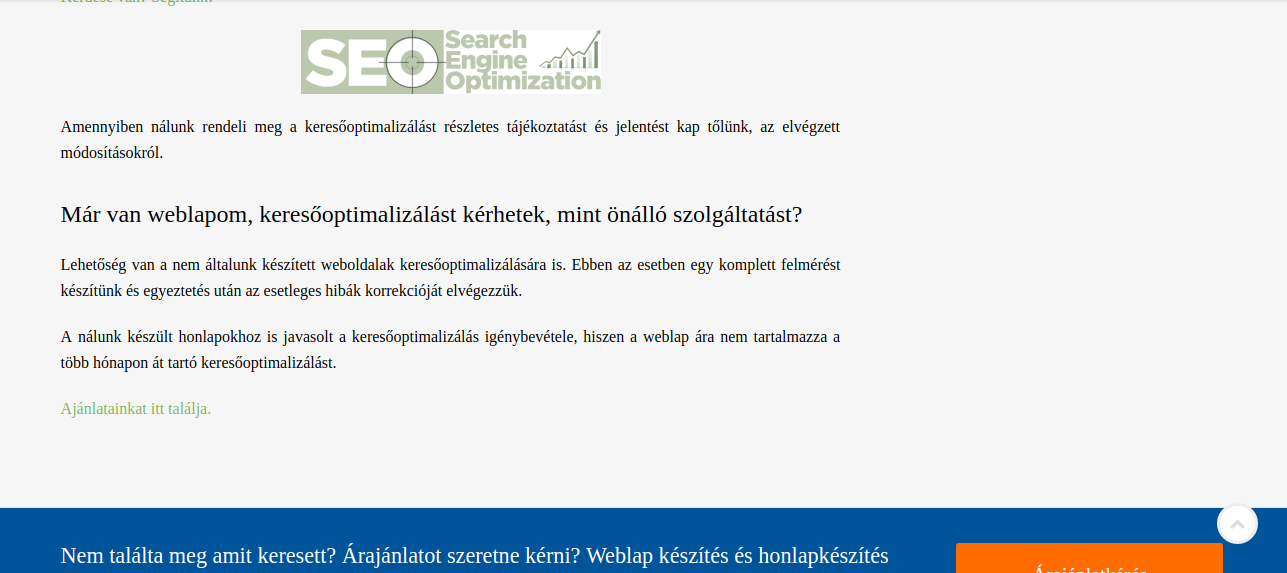 Kérdése van? Segítünk!
SEO Search
Engine
Optimization
Amennyiben nálunk rendeli meg a keresőoptimalizálást részletes tájékoztatást és jelentést kap tőlünk, az elvégzett
módosításokról.
Már van weblapom, keresőoptimalizálást kérhetek, mint önálló szolgáltatást?
Lehetőség van a nem általunk készített weboldalak keresőoptimalizálására is. Ebben az esetben egy komplett felmérést
készítünk és egyeztetés után az esetleges hibák korrekcióját elvégezzük.
A nálunk készült honlapokhoz is javasolt a keresőoptimalizálás igénybevétele, hiszen a weblap ára nem tartalmazza a
több hónapon át tartó keresőoptimalizálást.
Ajánlatainkat itt találja.
Nem találta meg amit keresett? Árajánlatot szeretne kérni? Weblap készítés és honlapkészítés
Árajánlatkérés